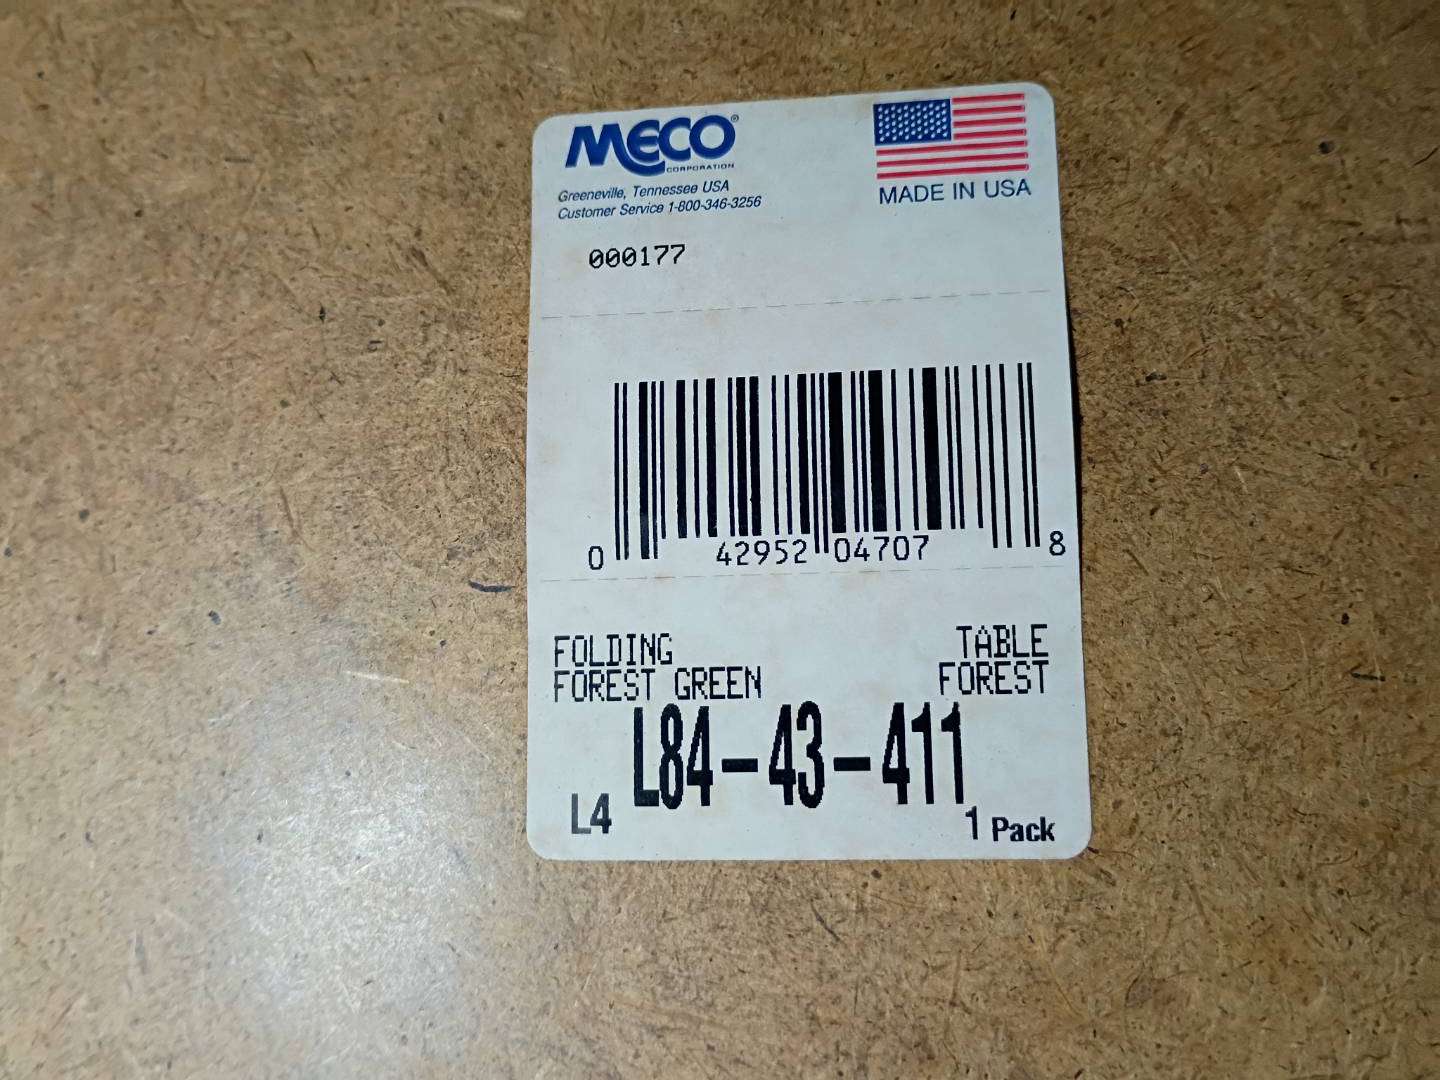 MECO®
CORPORATION
Greeneville, Tennessee USA
Customer Service 1-800-346-3256
MADE IN USA
000177
0 42952 04707 8
FOLDING TABLE
FOREST GREEN FOREST
L84-43-411
L4 1 Pack